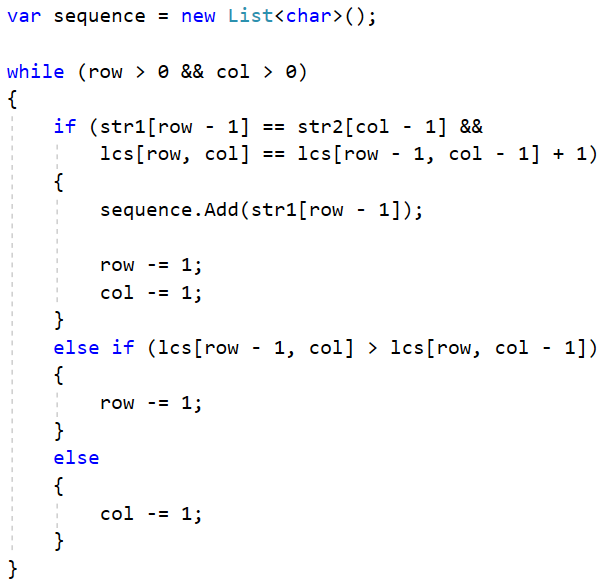 var sequence = new List<char>();

while (row > 0 && col > 0)
{
    if (str1[row - 1] == str2[col - 1] &&
        lcs[row, col] == lcs[row - 1, col - 1] + 1)
    {
        sequence.Add(str1[row - 1]);

        row -= 1;
        col -= 1;
    }
    else if (lcs[row - 1, col] > lcs[row, col - 1])
    {
        row -= 1;
    }
    else
    {
        col -= 1;
    }
}